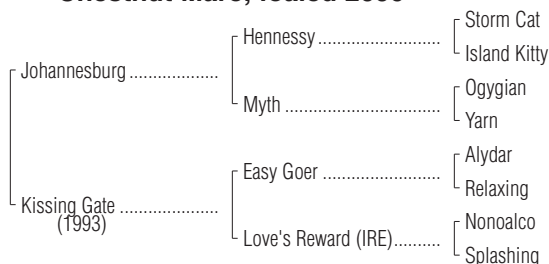 Chestnut Mare; foaled
Storm Cat
Hennessy ................................
Island Kitty
Johannesburg .......................
Ogygian
Myth ........................................
Yarn
Alydar
Easy Goer ..............................
Relaxing
Kissing Gate .........................
(1993)
Nonoalco
Love's Reward (IRE)............
Splashing